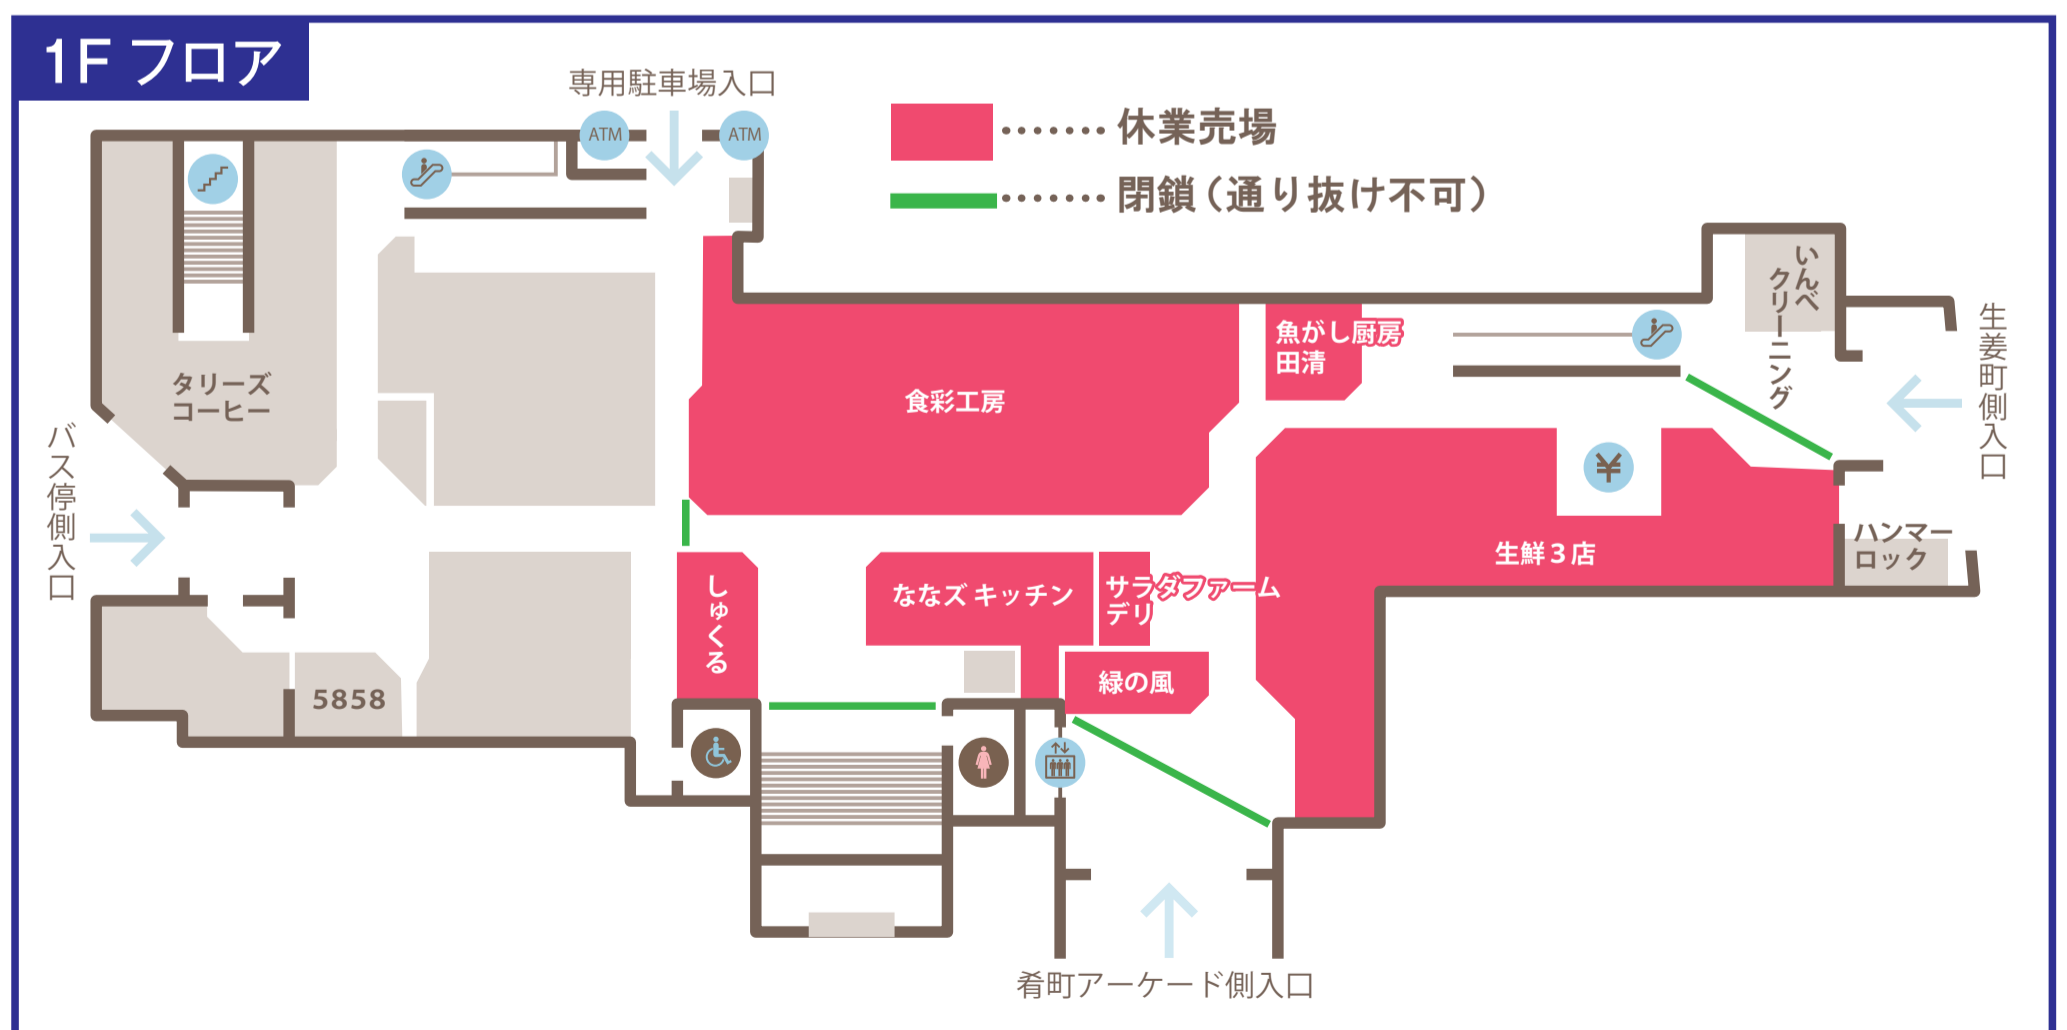 1F フロア
専用駐車場入口
ATM
ATM
休業売場
閉鎖（通り抜け不可）
いんべ
クリーニング
生姜町側入口
魚がし厨房
田清
タリーズ
コーヒー
食彩工房
バス停側入口
¥
ハンマー
ロック
生鮮３店
しゅくる
ななズ キッチン
サラダファーム
デリ
緑の風
5858
肴町アーケード側入口